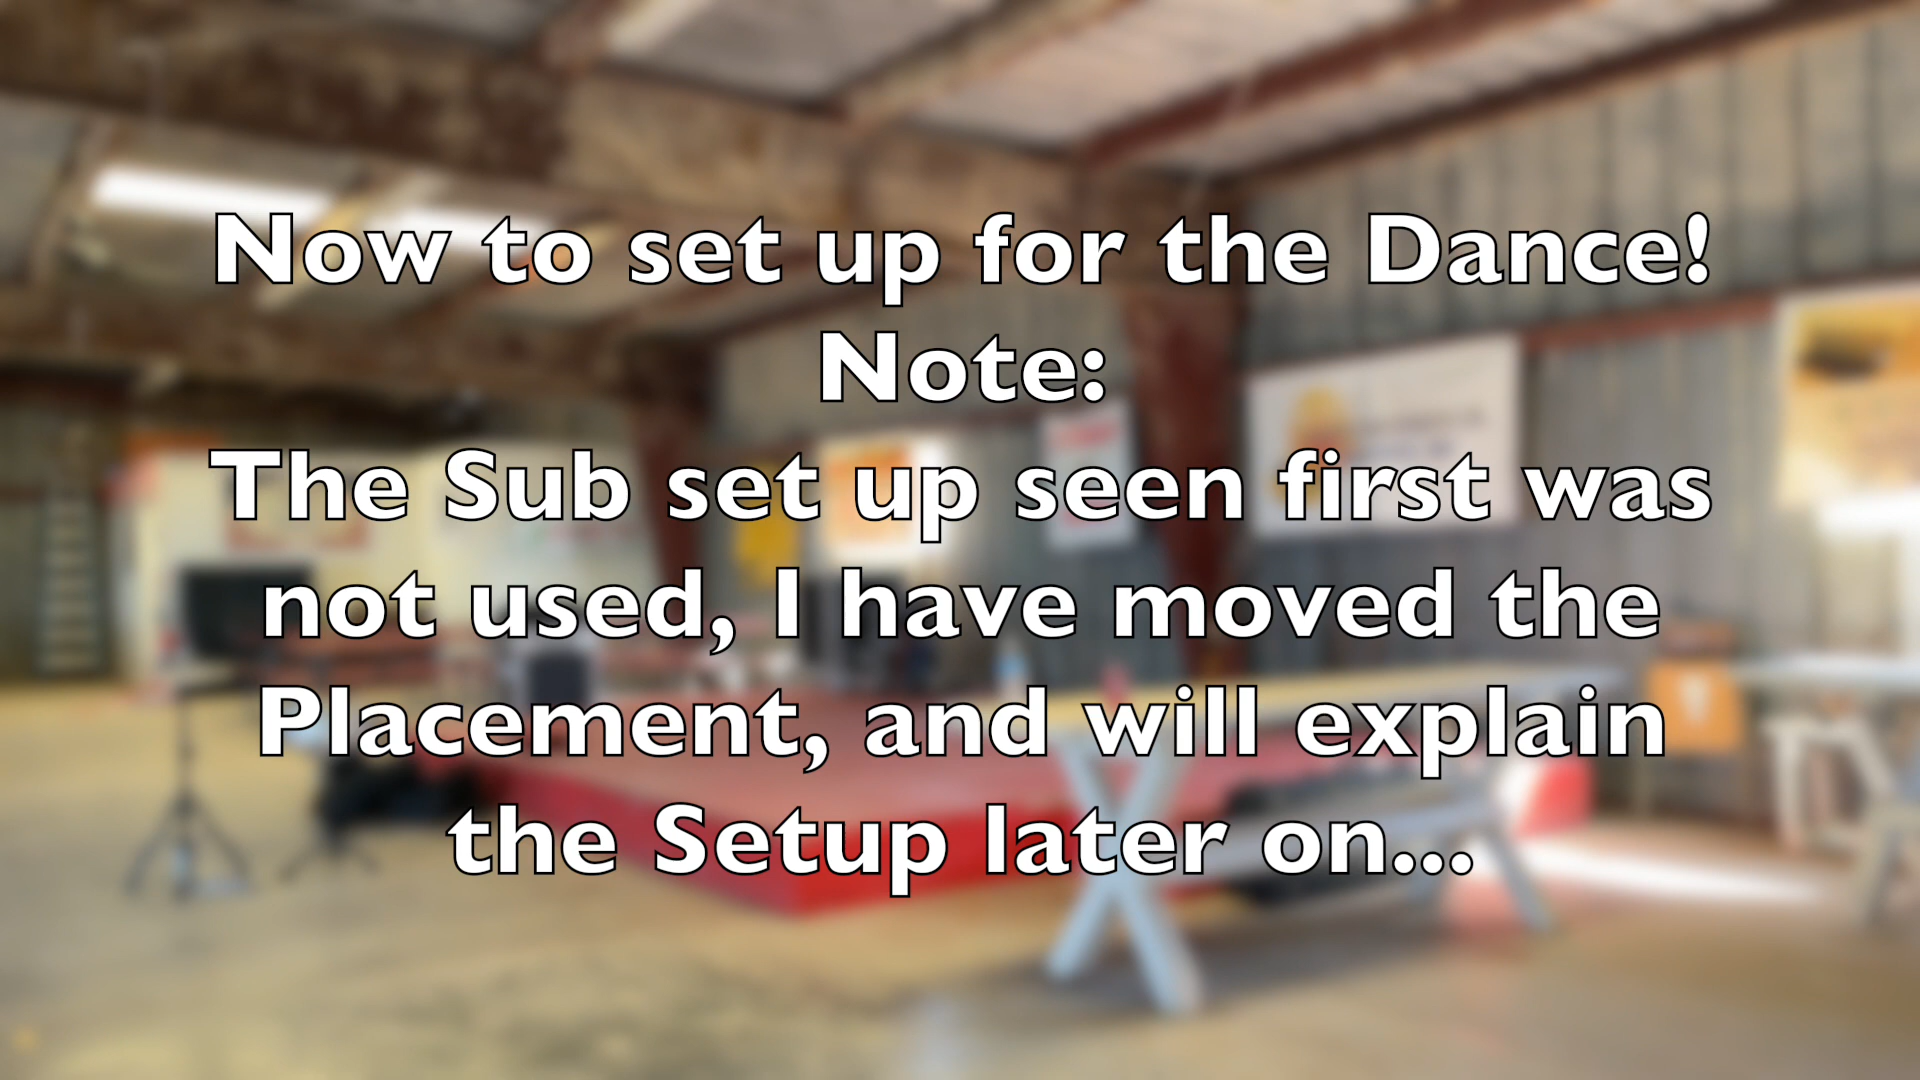 Now to set up for the Dance!
Note:
The Sub set up seen first was
not used, I have moved the
Placement, and will explain
the Setup later on...